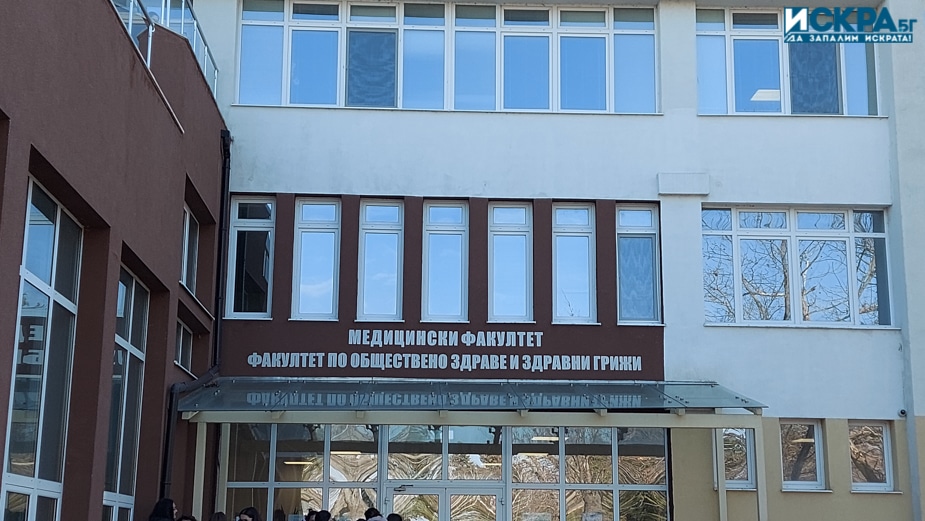 ИСКРА.БГ
ДА ЗАПАЛИМ ИСКРАТА!
МЕДИЦИНСКИ ФАКУЛТЕТ
ФАКУЛТЕТ ПО ОБЩЕСТВЕНО ЗДРАВЕ И ЗДРАВНИ ГРИЖИ